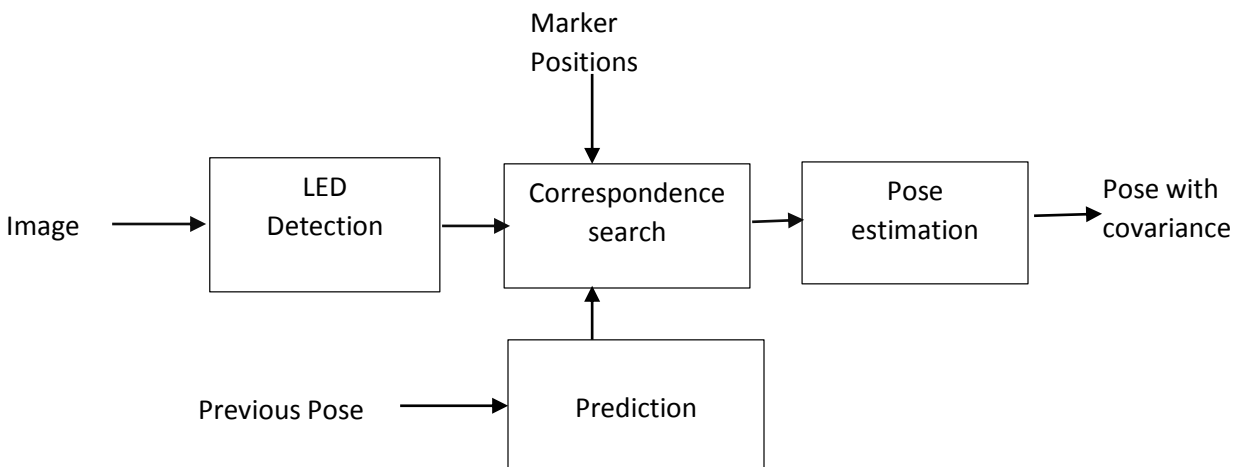 Marker
Positions
Image
LED
Detection
Correspondence
search
Pose
estimation
Pose with
covariance
Previous Pose
Prediction